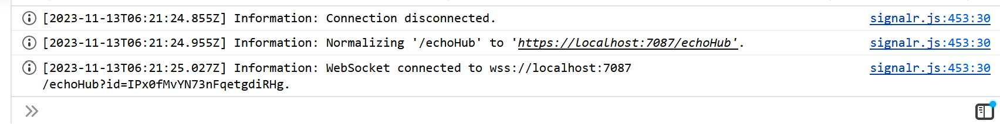 [2023-11-13T06:21:24.855Z] Information: Connection disconnected. signalr.js:453:30
[2023-11-13T06:21:24.955Z] Information: Normalizing '/echoHub' to 'https://localhost:7087/echoHub'. signalr.js:453:30
[2023-11-13T06:21:25.027Z] Information: WebSocket connected to wss://localhost:7087 signalr.js:453:30
/echoHub?id=IPx0fMvYN73nFqetgdiRHg.